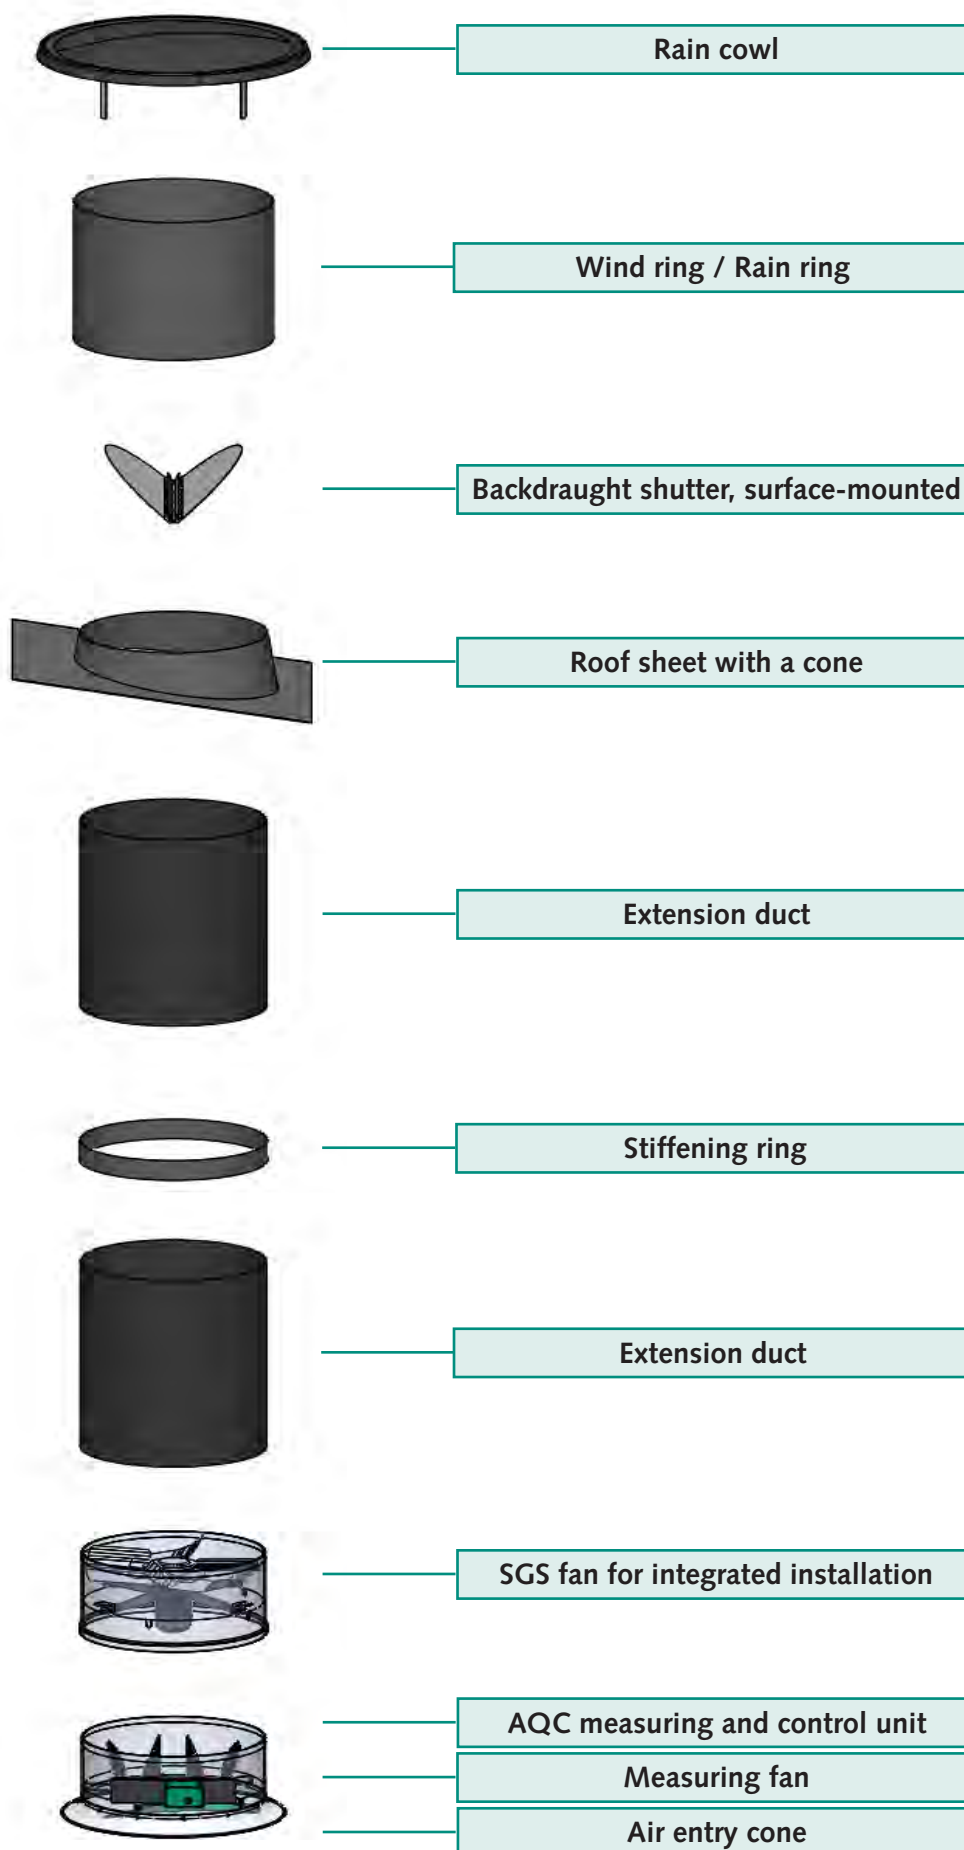 Rain cowl
Wind ring / Rain ring
Backdraught shutter, surface-mounted
Roof sheet with a cone
Extension duct
Stiffening ring
Extension duct
SGS fan for integrated installation
AQC measuring and control unit
Measuring fan
Air entry cone